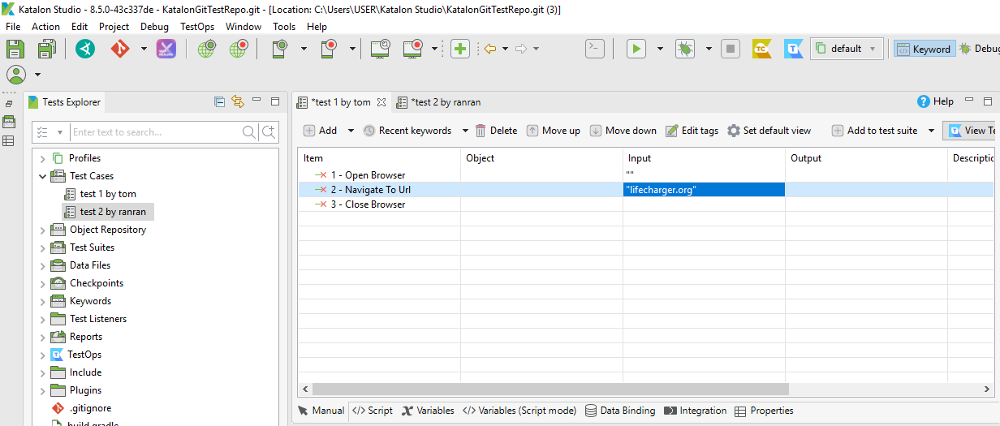 Katalon Studio - 8.5.0-43c337de - KatalonGitTestRepo.git - [Location: C:\Users\USER\Katalon Studio\KatalonGitTestRepo.git (3)]
File Action Edit Project Debug TestOps Window Tools Help
TC T default Keyword Debug
Tests Explorer
*test 1 by tom *test 2 by ranran ? Help
Enter text to search...
Add Recent keywords Delete Move up Move down Edit tags Set default view Add to test suite View Te
Item Object Input Output Descriptic
1 - Open Browser ""
2 - Navigate To Url "lifecharger.org"
3 - Close Browser
Profiles
Test Cases
test 1 by tom
test 2 by ranran
Object Repository
Test Suites
Data Files
Checkpoints
Keywords
Test Listeners
Reports
TestOps
Include
Plugins
.gitignore
build.gradle
Manual Script Variables Variables (Script mode) Data Binding Integration Properties